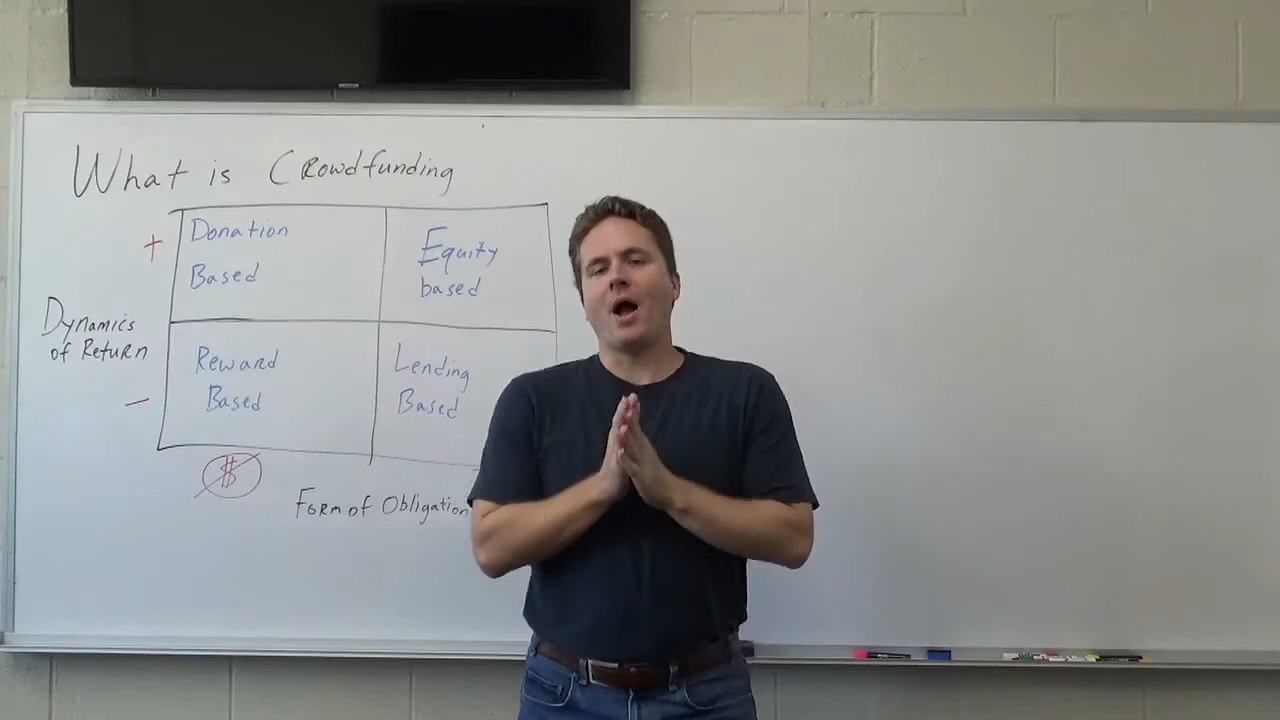 What is Crowdfunding
+
Donation
Based
Equity
based
Dynamics
of Return
Reward
Based
Lending
Based
-
$
Form of Obligation